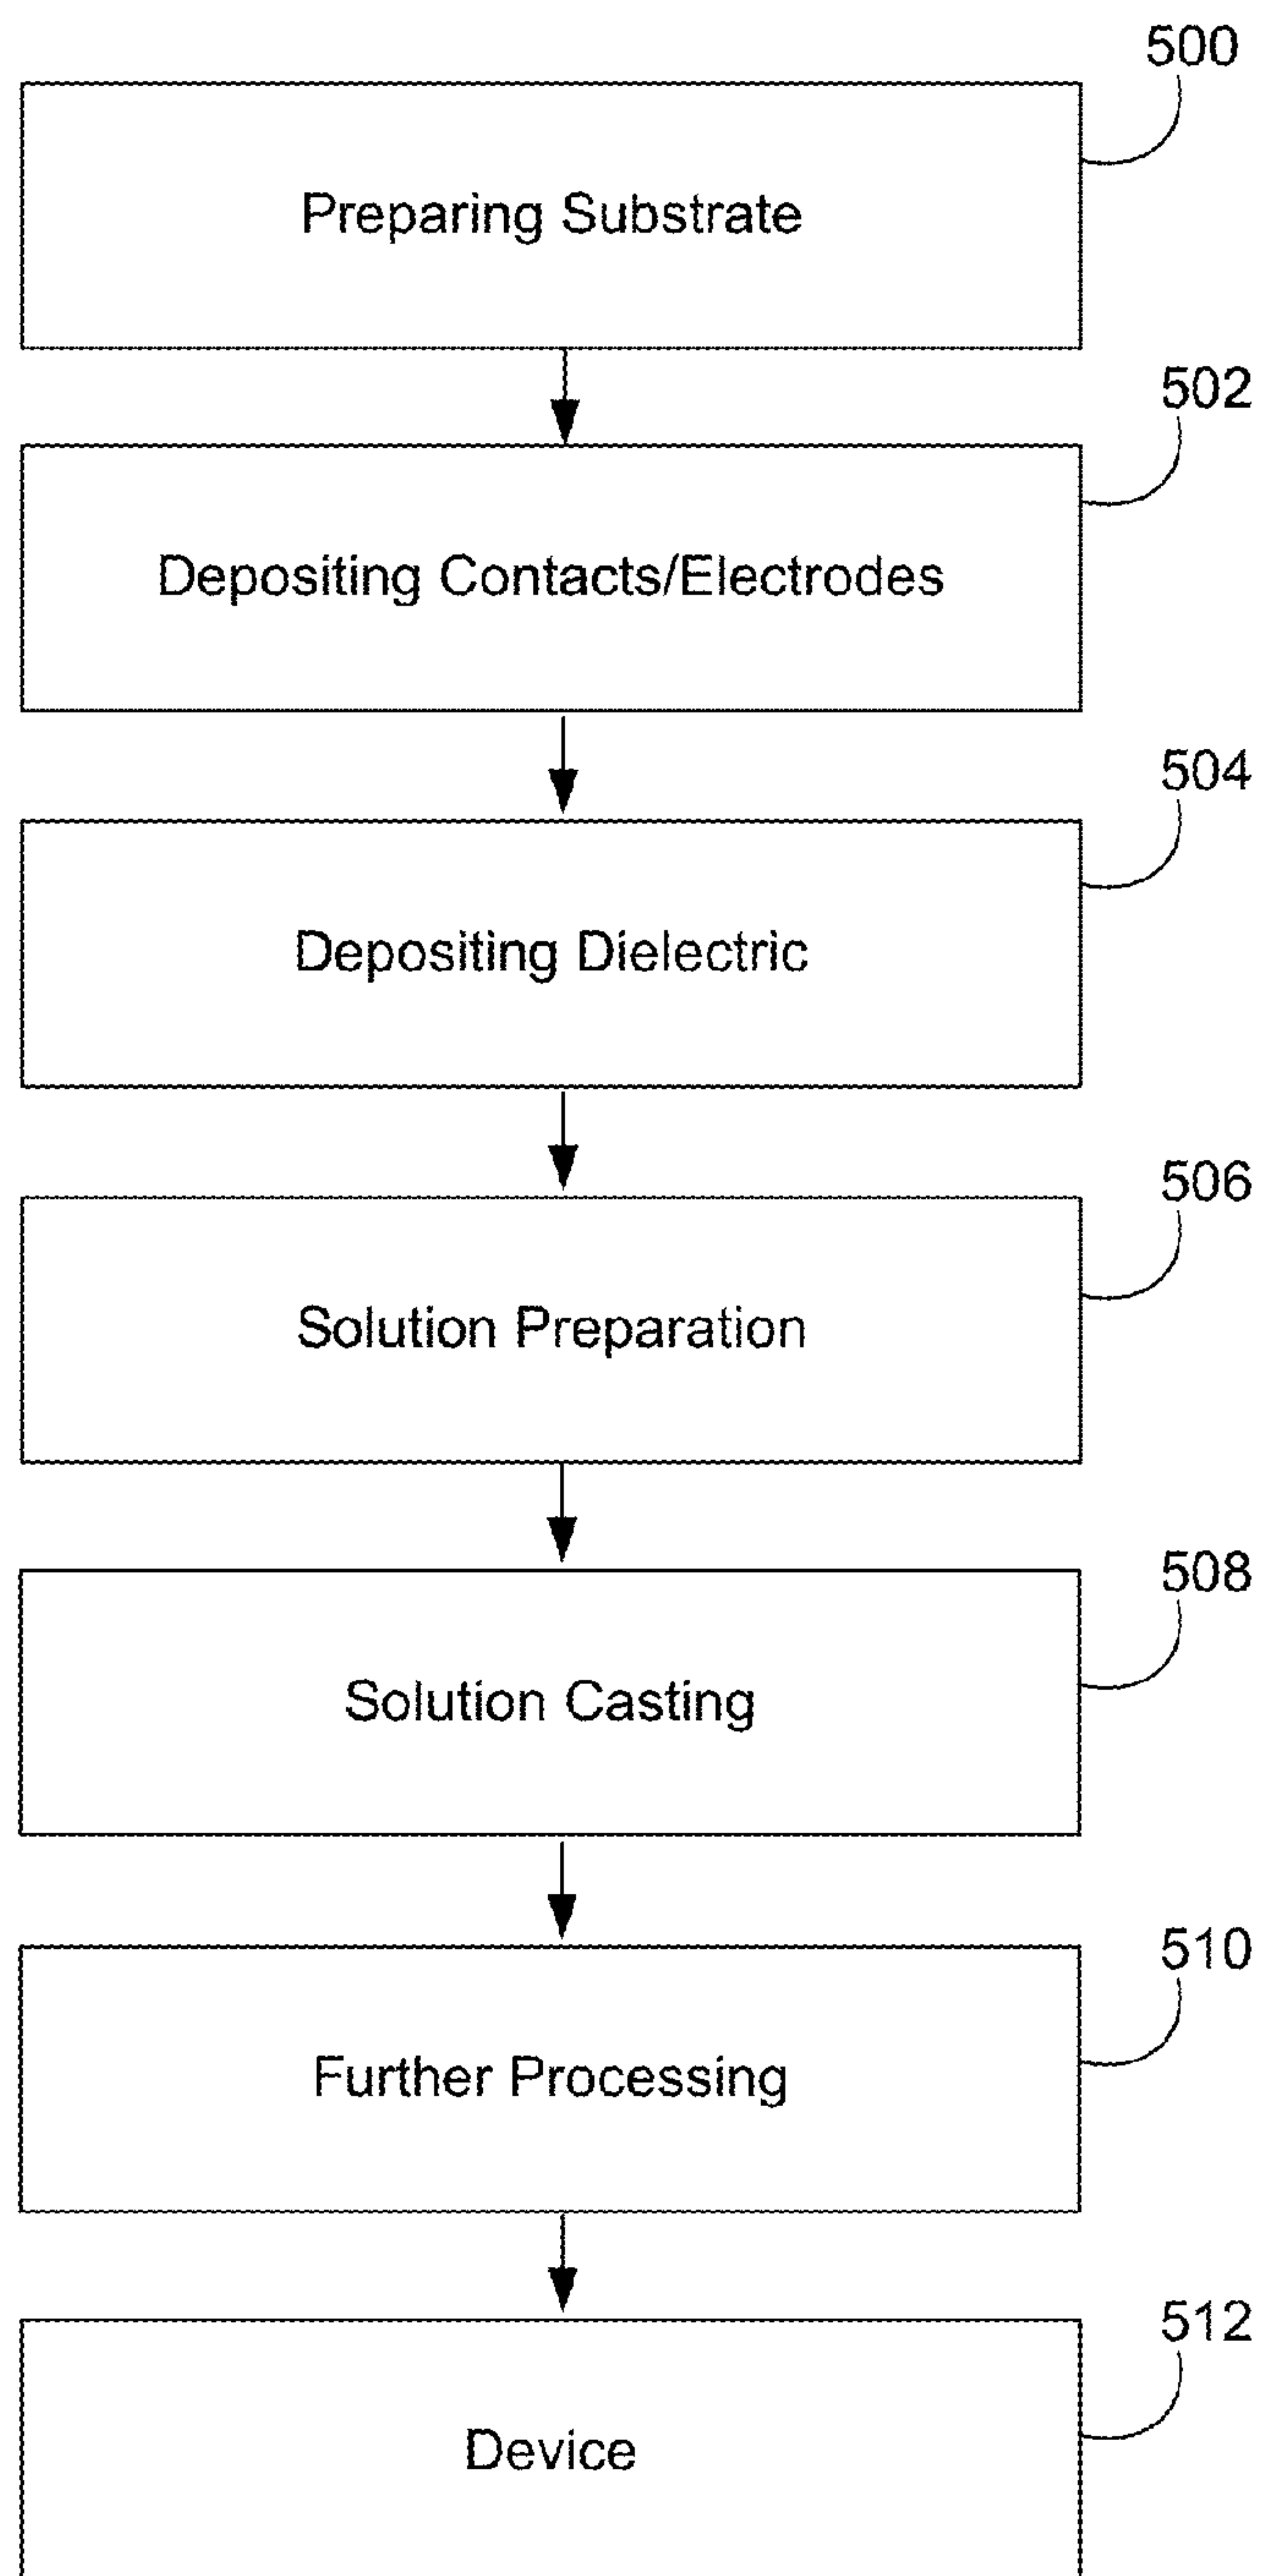 500
Preparing Substrate
502
Depositing Contacts/Electrodes
504
Depositing Dielectric
506
Solution Preparation
508
Solution Casting
510
Further Processing
512
Device